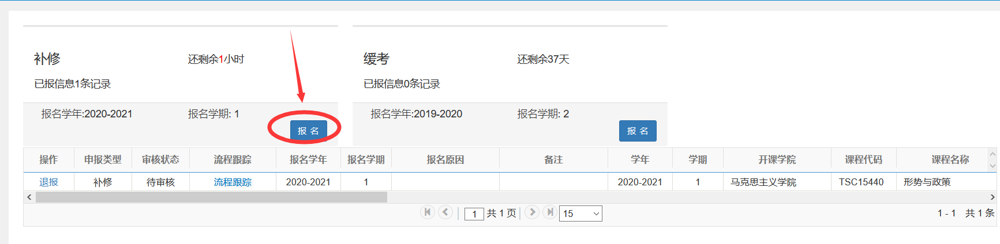 补修 还剩余1小时
已报信息1条记录
报名学年:2020-2021 报名学期: 1
报 名
缓考 还剩余37天
已报信息0条记录
报名学年:2019-2020 报名学期: 2
报 名
操作 申报类型 审核状态 流程跟踪 报名学年 报名学期 报名原因 备注 学年 学期 开课学院 课程代码 课程名称
退报 补修 待审核 流程跟踪 2020-2021 1 2020-2021 1 马克思主义学院 TSC15440 形势与政策
1 共 1 页 15 1 - 1 共 1 条